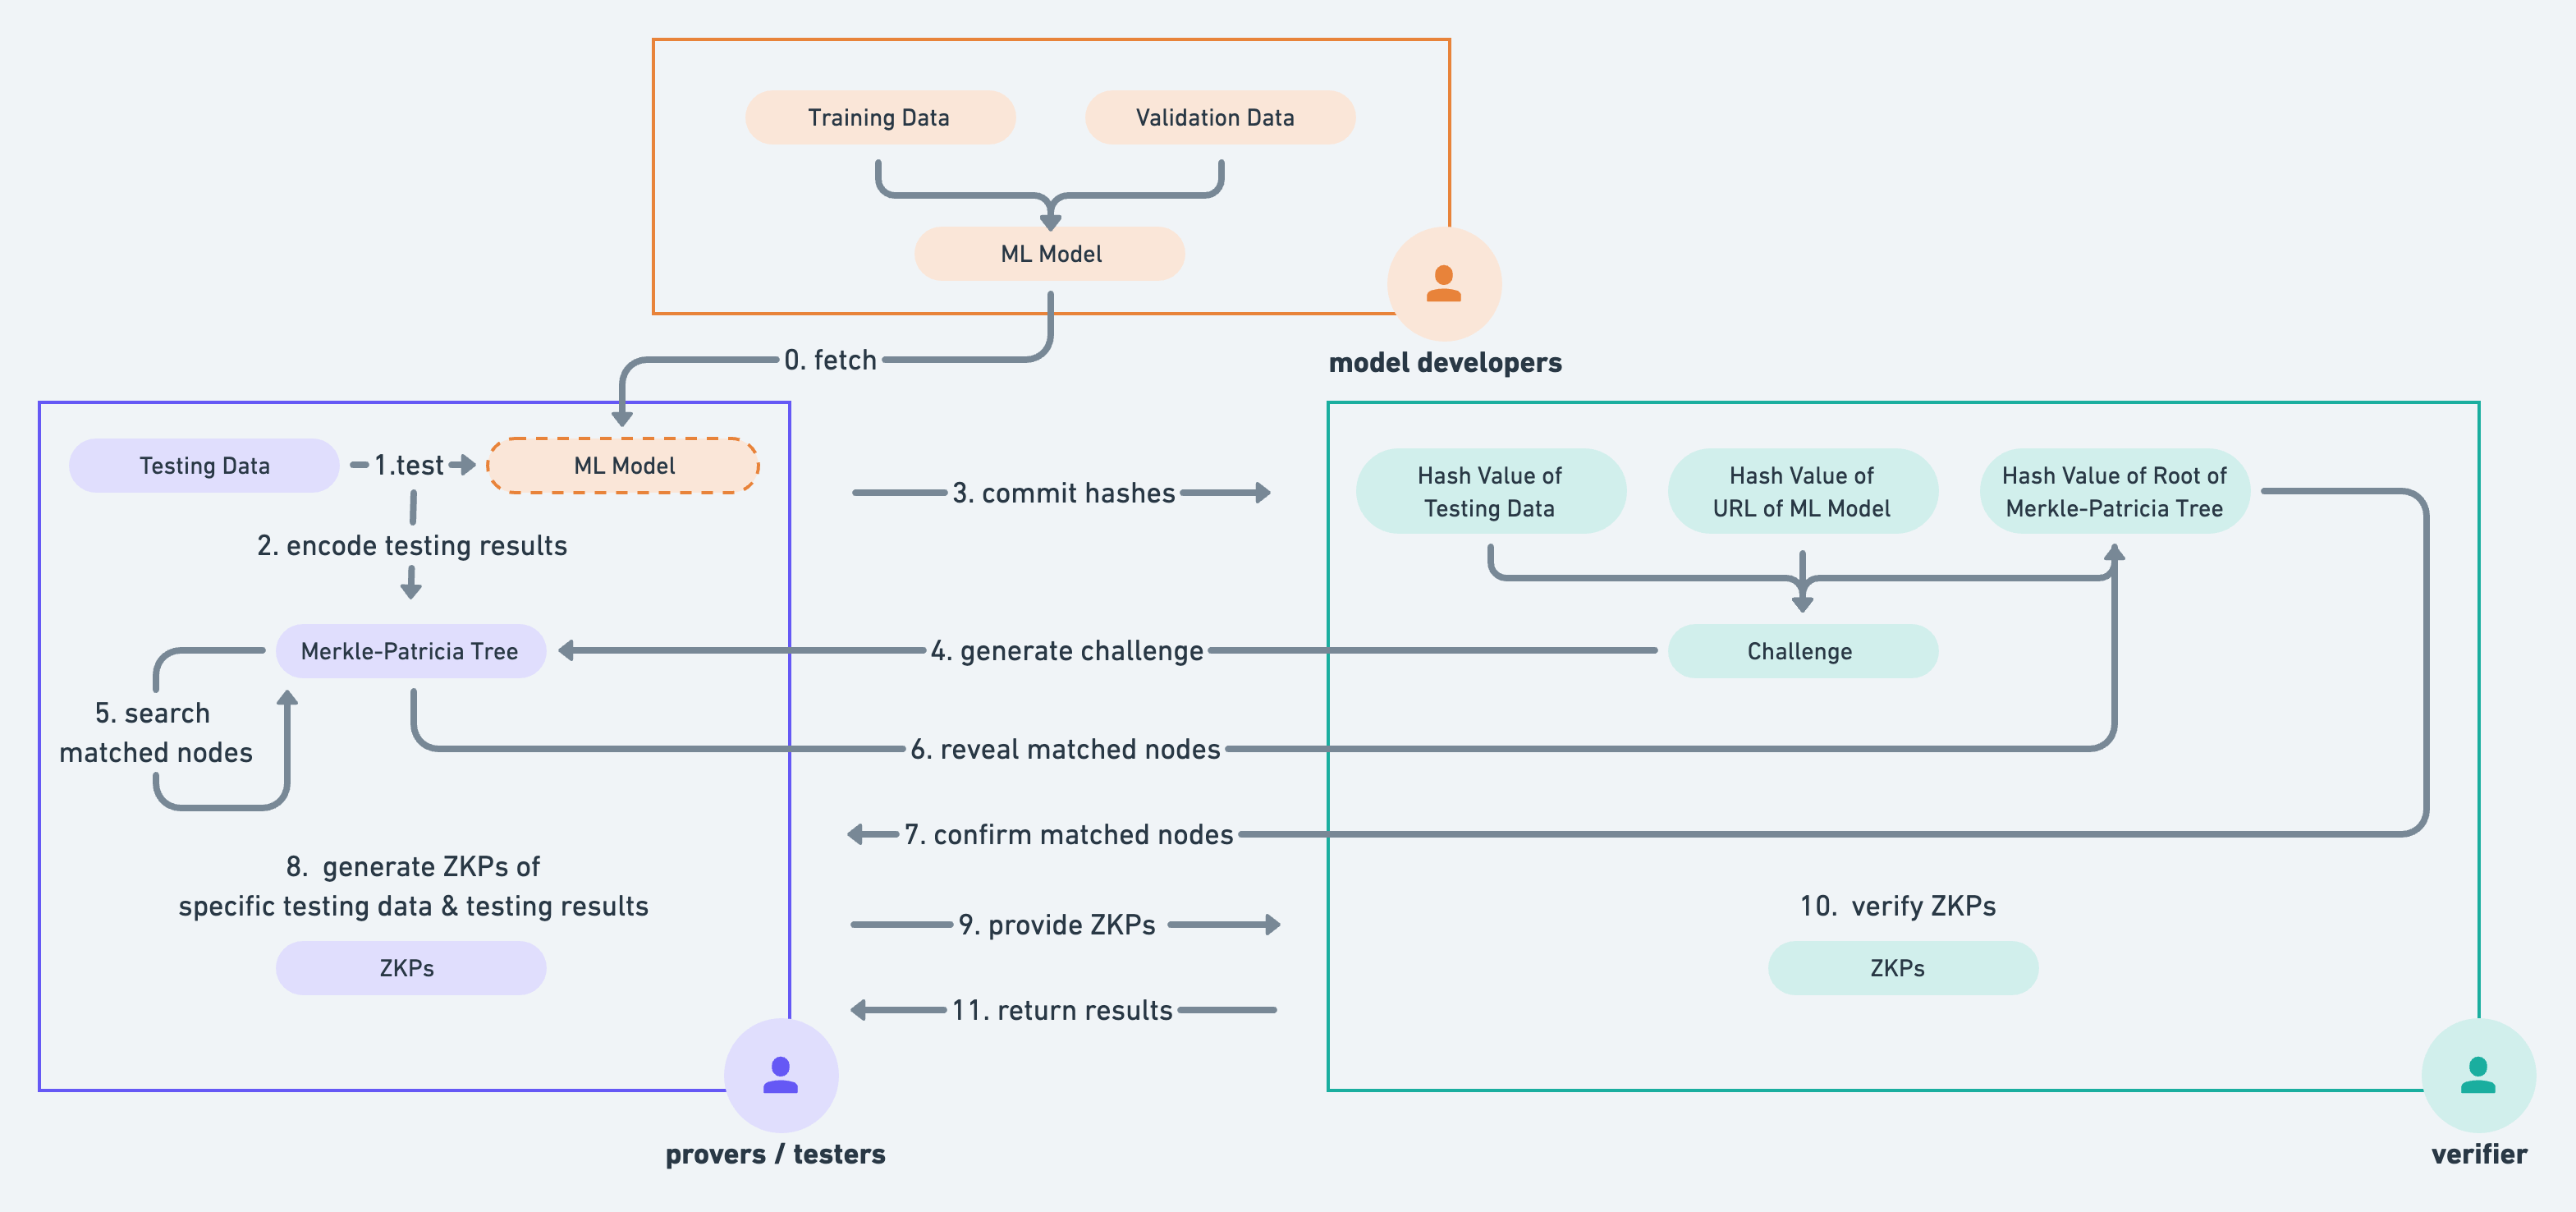 Training Data
Validation Data
ML Model
0. fetch
model developers
Testing Data
1.test
ML Model
2. encode testing results
Merkle-Patricia Tree
5. search
matched nodes
8.  generate ZKPs of
specific testing data & testing results
ZKPs
provers / testers
3. commit hashes
4. generate challenge
6. reveal matched nodes
7. confirm matched nodes
9. provide ZKPs
11. return results
Hash Value of
Testing Data
Hash Value of
URL of ML Model
Hash Value of Root of
Merkle-Patricia Tree
Challenge
10.  verify ZKPs
ZKPs
verifier